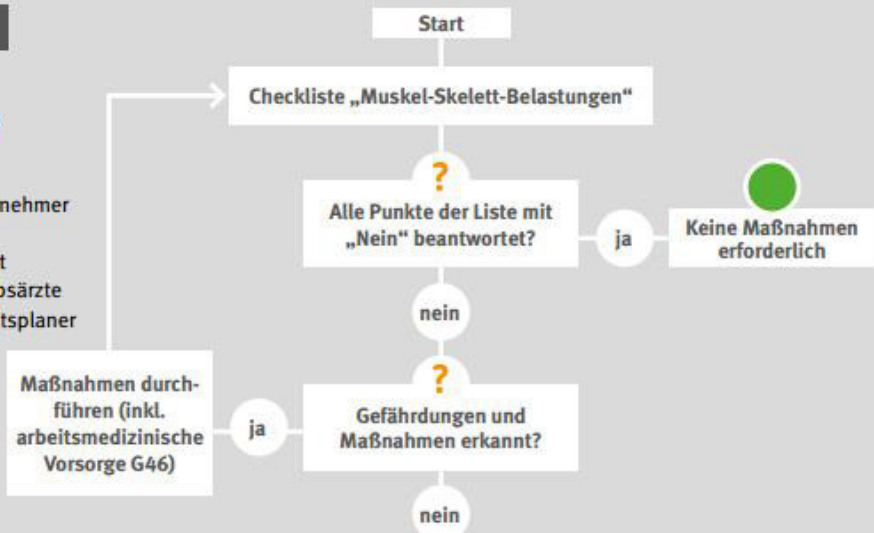 Start
Checkliste „Muskel-Skelett-Belastungen“
?
Alle Punkte der Liste mit
„Nein“ beantwortet?
ja
Keine Maßnahmen
erforderlich
nein
?
Gefährdungen und
Maßnahmen erkannt?
ja
Maßnahmen durch-
führen (inkl.
arbeitsmedizinische
Vorsorge G46)
nein